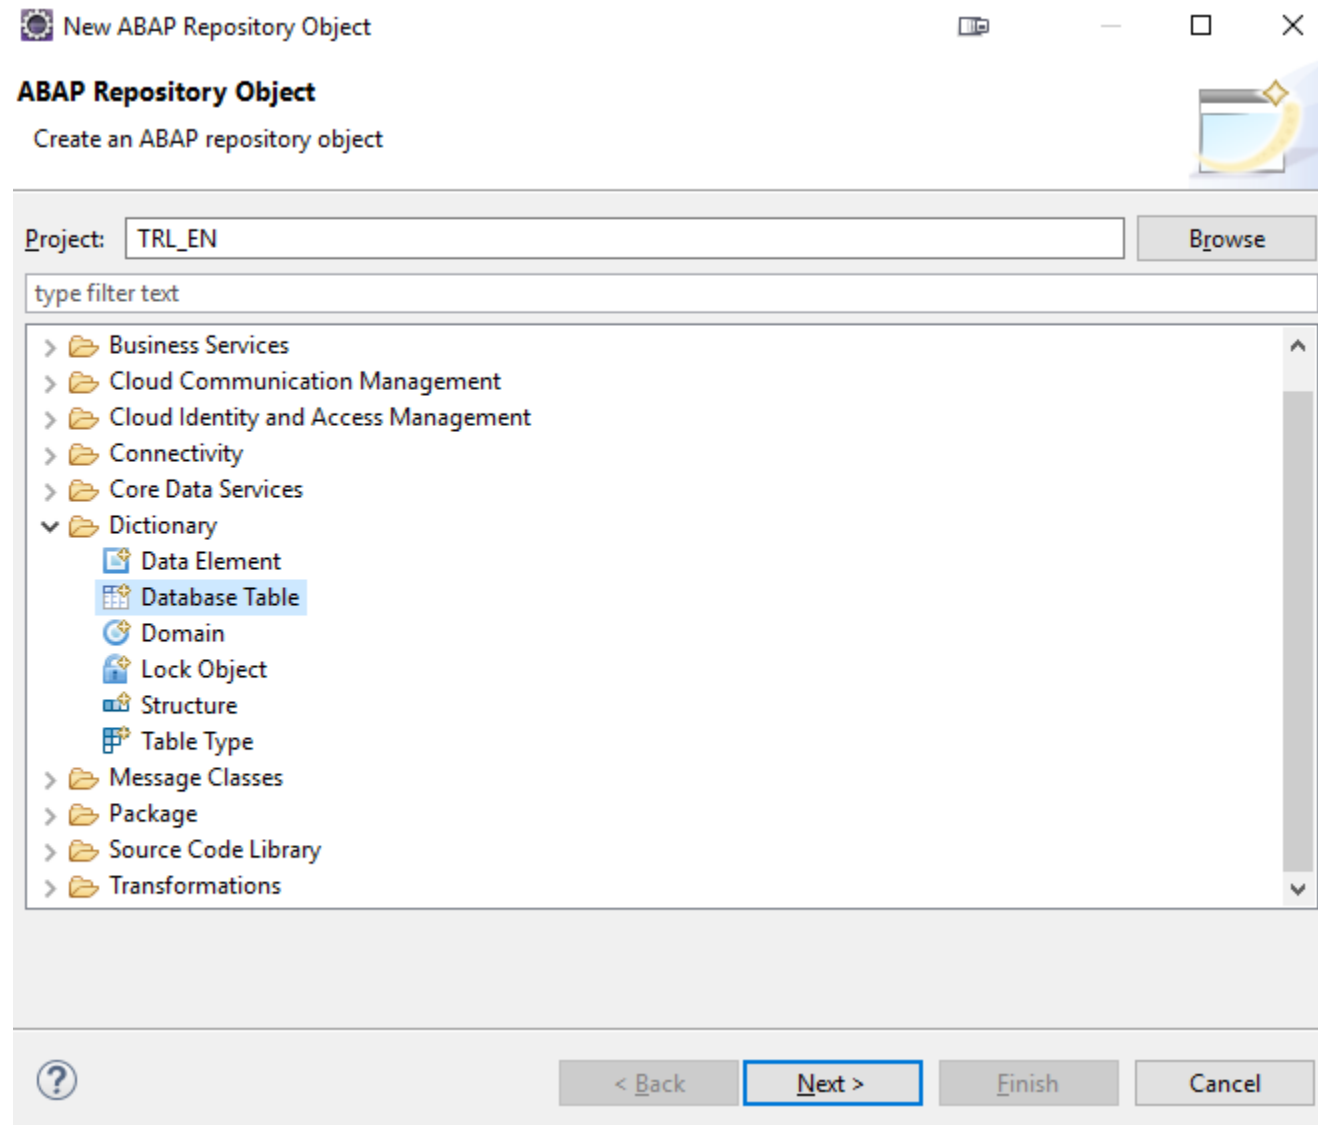 New ABAP Repository Object
ABAP Repository Object
Create an ABAP repository object
Project: TRL_EN Browse
type filter text
Business Services
Cloud Communication Management
Cloud Identity and Access Management
Connectivity
Core Data Services
Dictionary
Data Element
Database Table
Domain
Lock Object
Structure
Table Type
Message Classes
Package
Source Code Library
Transformations
? < Back Next > Finish Cancel